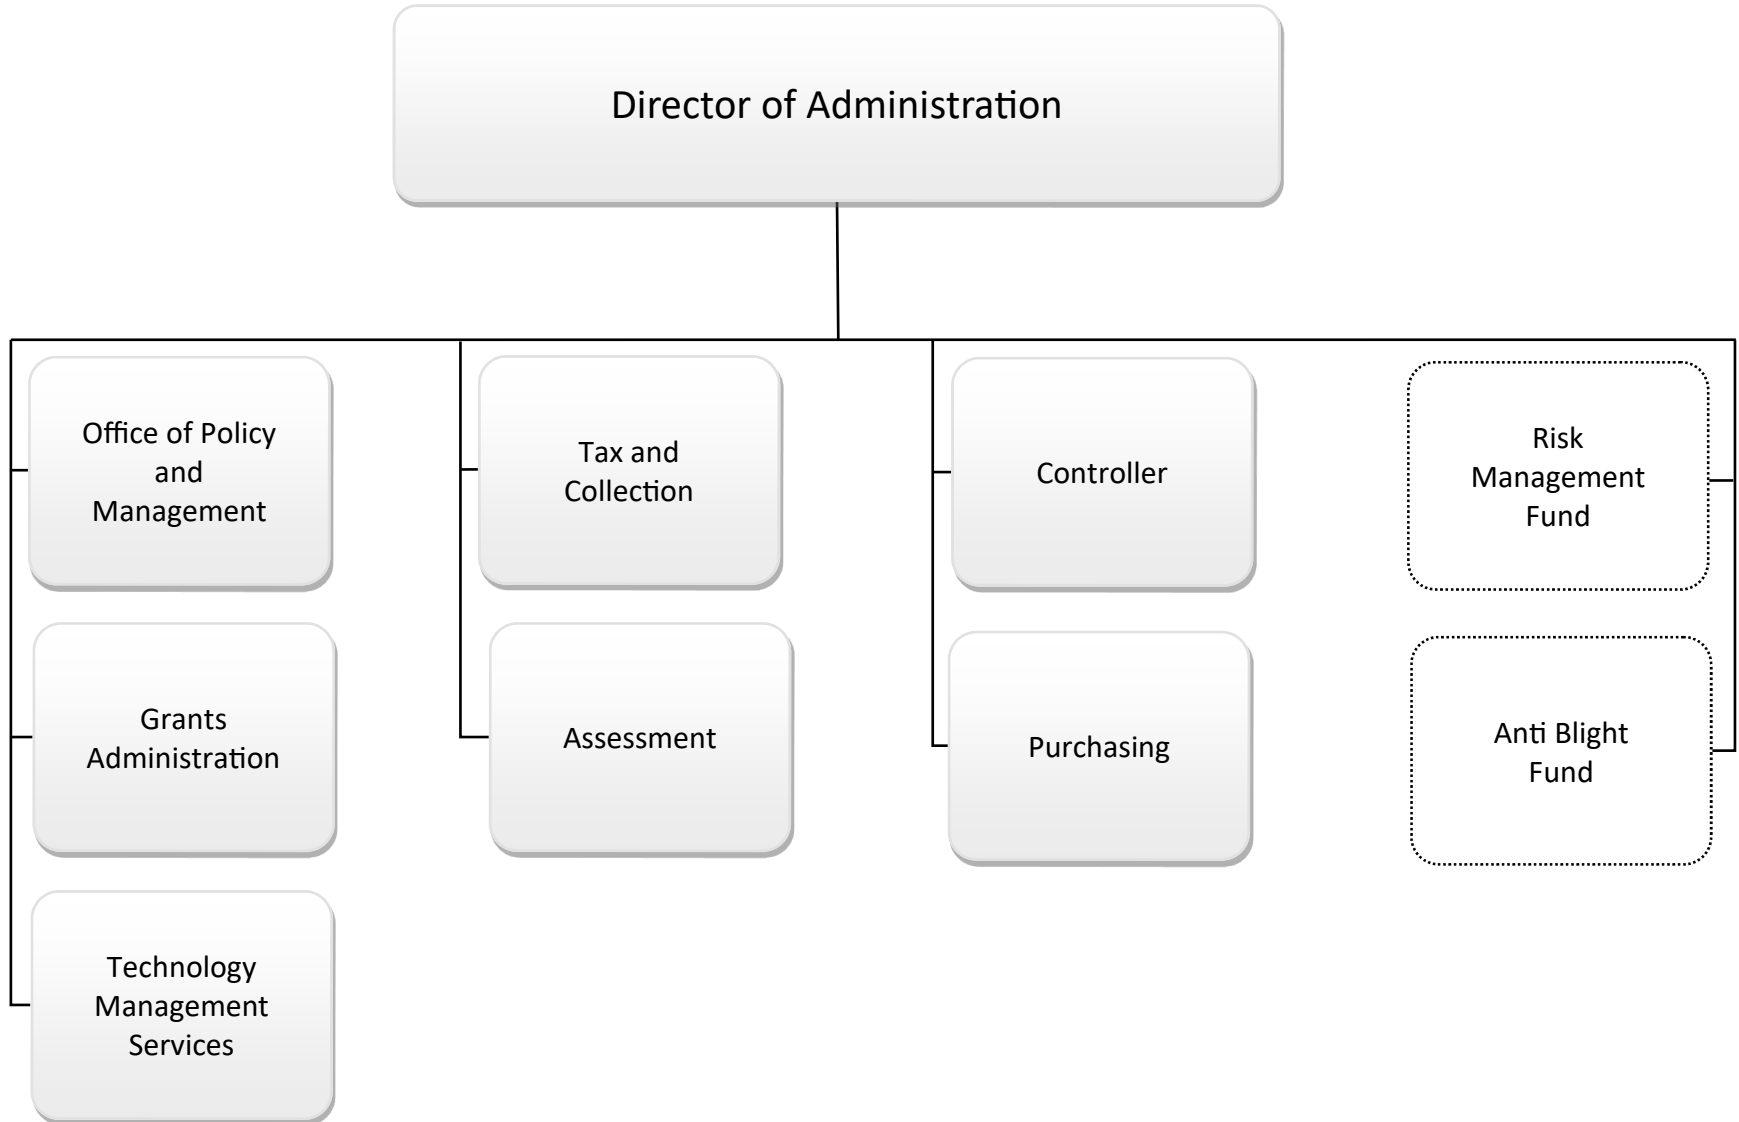 Director of Administration
Office of Policy
and
Management
Tax and
Collection
Controller
Risk
Management
Fund
Grants
Administration
Assessment
Purchasing
Anti Blight
Fund
Technology
Management
Services